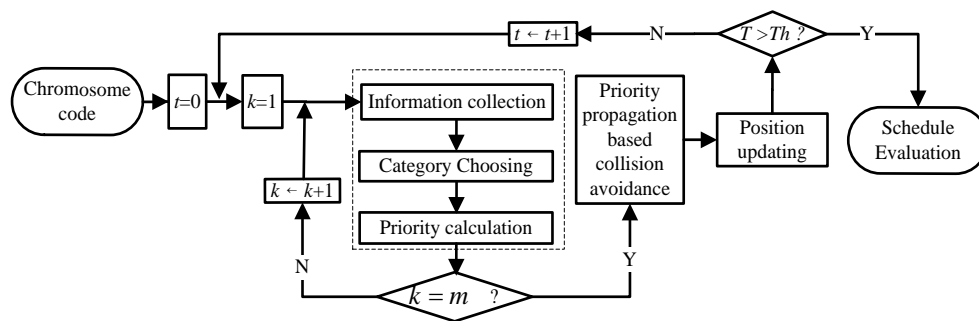 Chromosome
code
t=0
k=1
Information collection
Category Choosing
Priority calculation
k = m ?
N
k ← k+1
Y
Priority
propagation
based
collision
avoidance
Position
updating
T >Th ?
N
t ← t+1
Y
Schedule
Evaluation